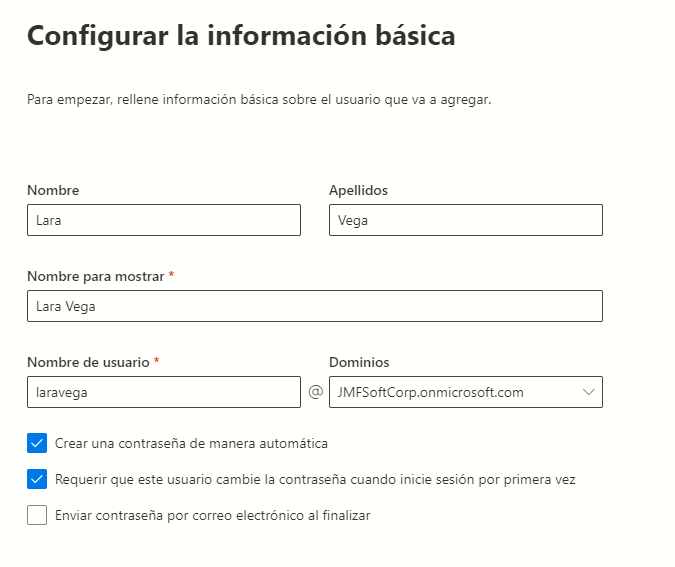 Configurar la información básica
Para empezar, rellene información básica sobre el usuario que va a agregar.
Nombre
Apellidos
Lara
Vega
Nombre para mostrar *
Lara Vega
Nombre de usuario *
Dominios
laravega
@
JMFSoftCorp.onmicrosoft.com
Crear una contraseña de manera automática
Requerir que este usuario cambie la contraseña cuando inicie sesión por primera vez
Enviar contraseña por correo electrónico al finalizar